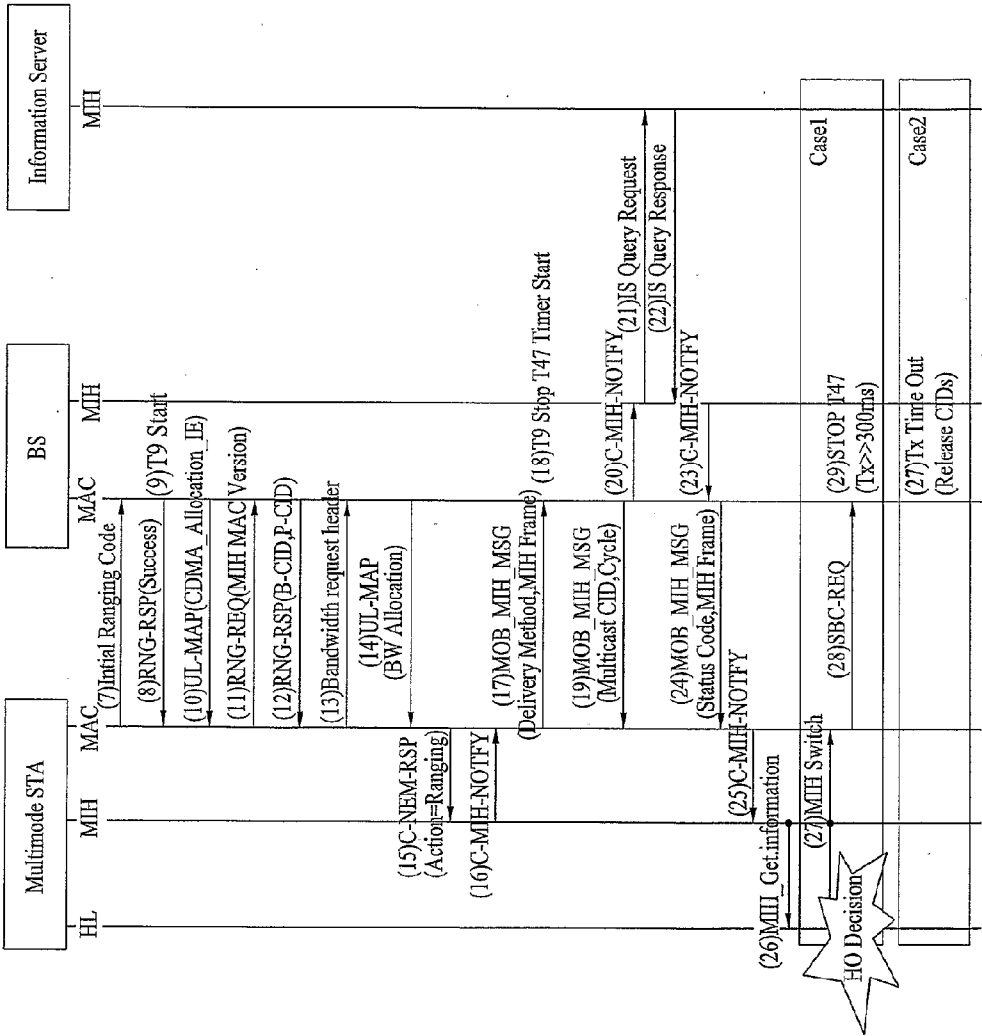 Multimode STA
BS
Information Server
HL
MIH
MAC
MAC
MIH
MIH
(7)Intial Ranging Code
(8)RNG-RSP(Success)
(9)T9 Start
(10)UL-MAP(CDMA_Allocation_IE)
(11)RNG-REQ(MIH MAC Version)
(12)RNG-RSP(B-CID,P-CID)
(13)Bandwidth request header
(14)UL-MAP
(BW Allocation)
(15)C-NEM-RSP
(Action=Ranging)
(16)C-MIH-NOTFY
(17)MOB_MIH_MSG
(Delivery Method,MIH Frame)
(18)T9 Stop T47 Timer Start
(19)MOB_MIH_MSG
(Multicast CID,Cycle)
(20)C-MIH-NOTFY
(21)IS Query Request
(22)IS Query Response
(23)C-MIH-NOTFY
(24)MOB_MIH_MSG
(Status Code,MIH Frame)
(25)C-MIH-NOTFY
(26)MIH_Get.information
HO Decision
(27)MIH Switch
(28)SBC-REQ
(29)STOP T47
(Tx>>300ms)
Case1
(27)Tx Time Out
(Release CIDs)
Case2